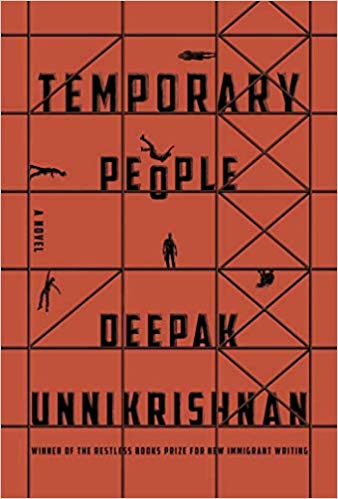 TEMPORARY
PEOPLE
A NOVEL
DEEPAK
UNNIKRISHNAN
WINNER OF THE RESTLESS BOOKS PRIZE FOR NEW IMMIGRANT WRITING